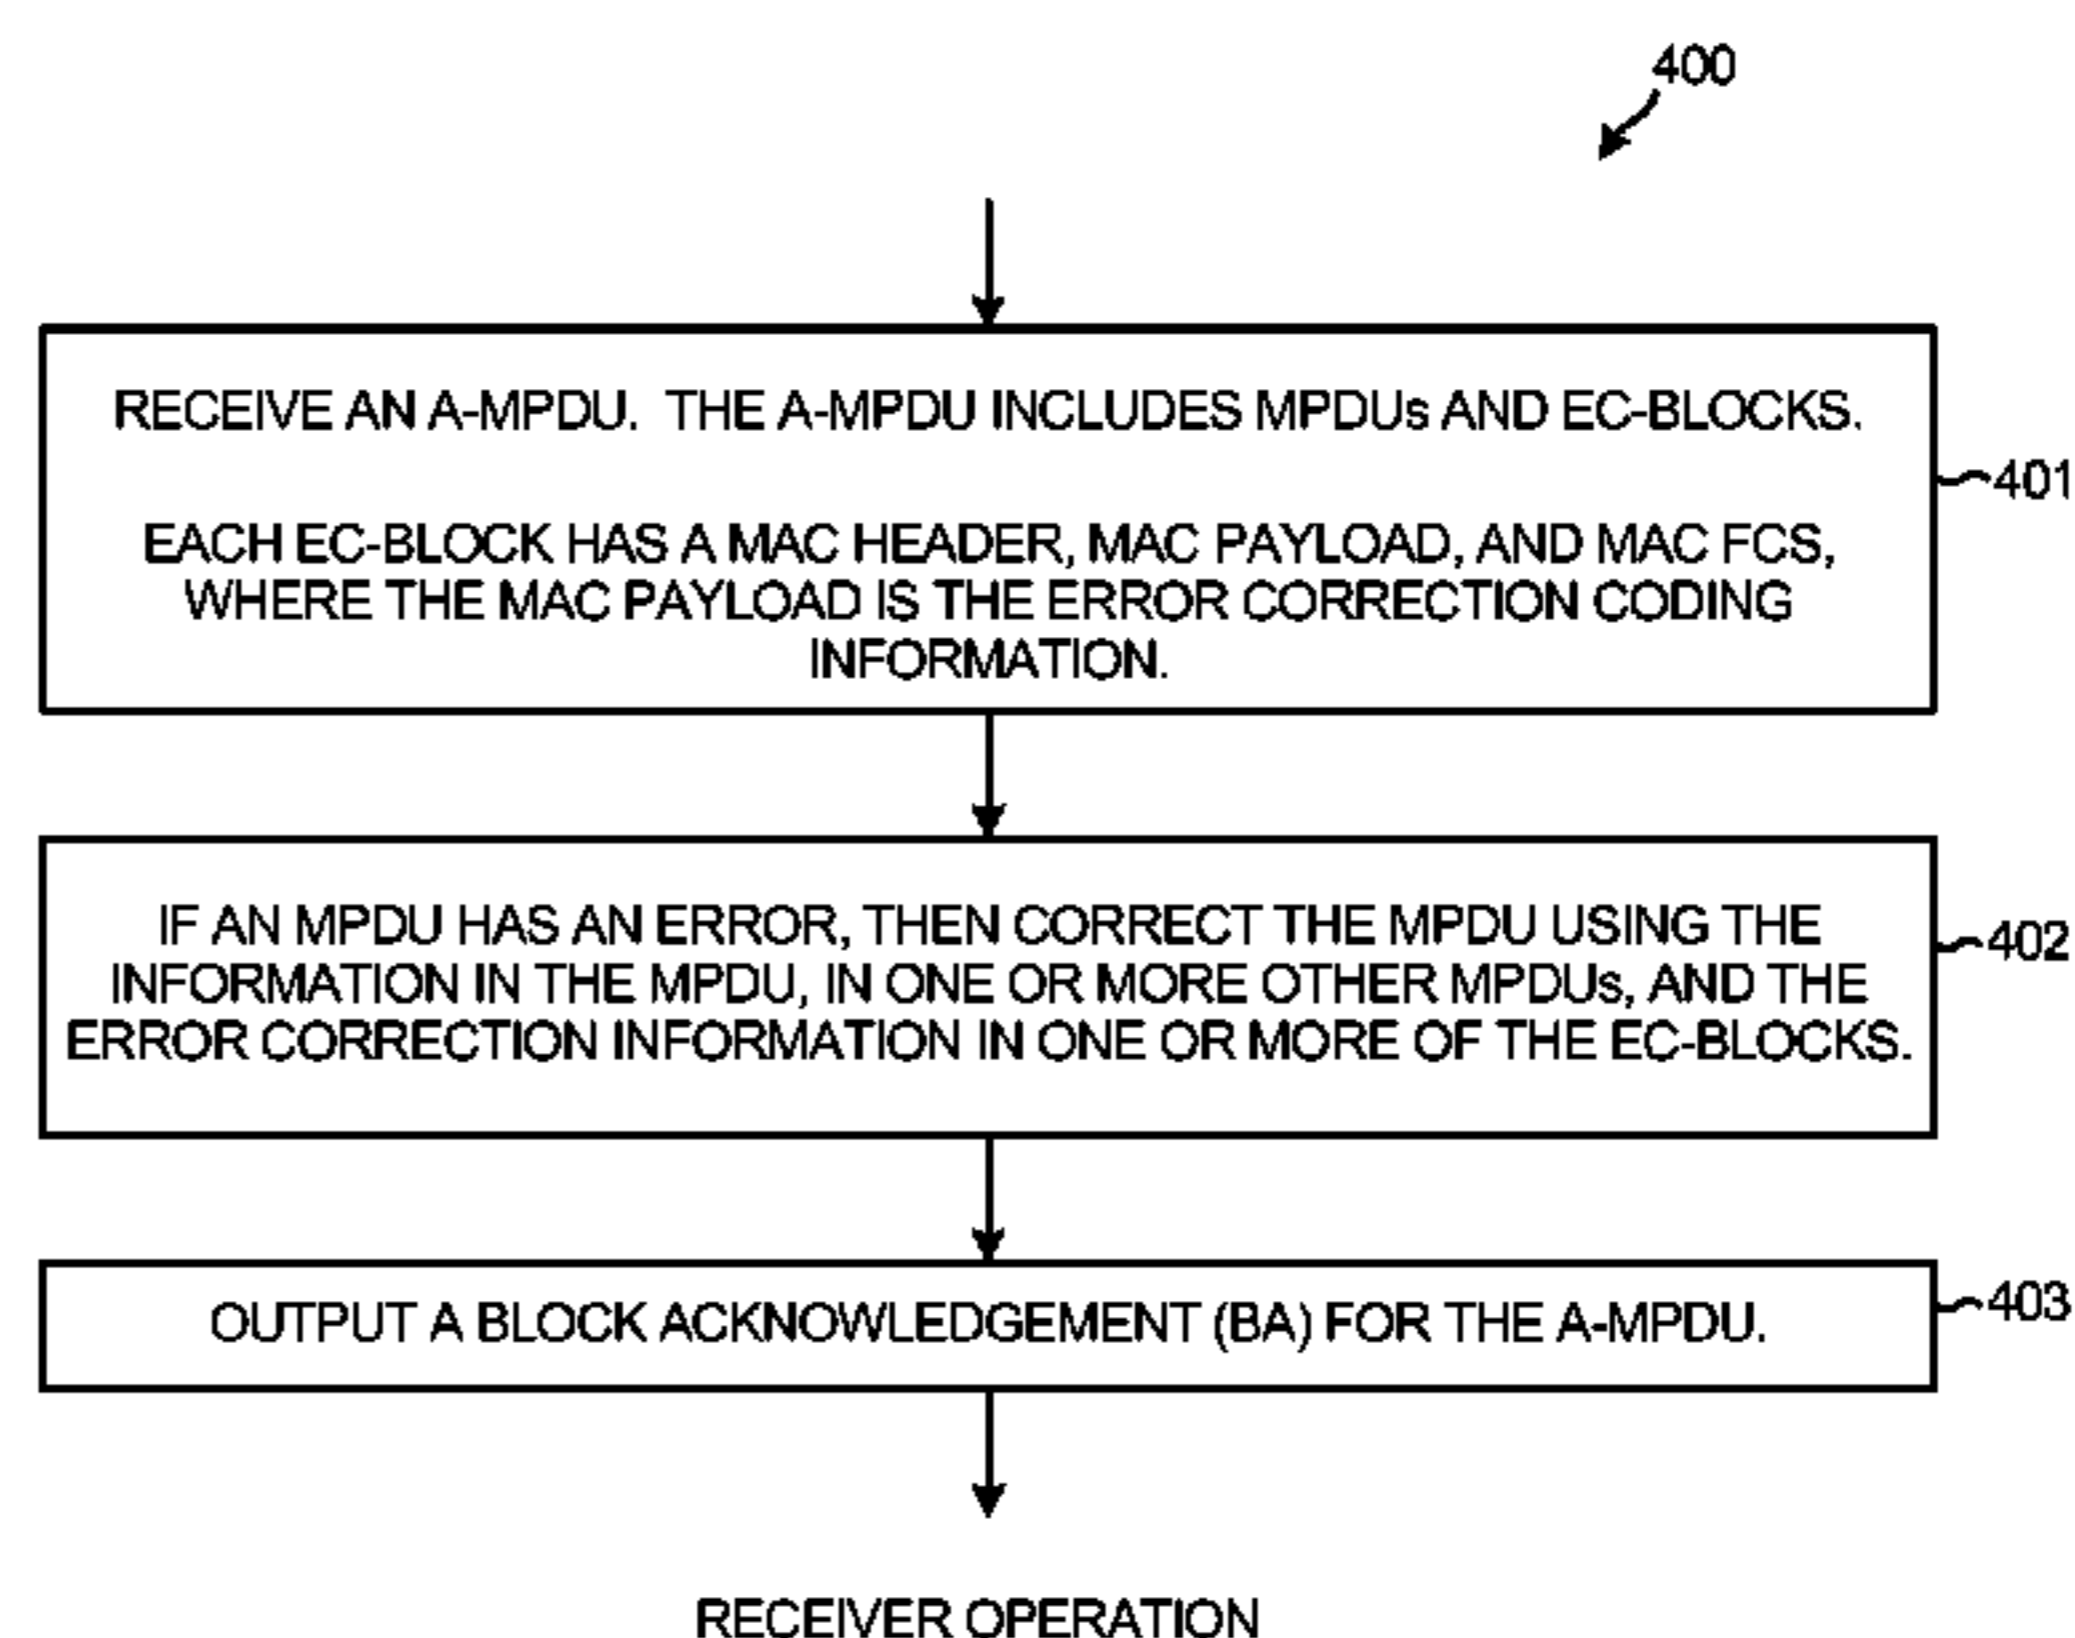 400
RECEIVE AN A-MPDU. THE A-MPDU INCLUDES MPDUs AND EC-BLOCKS.
EACH EC-BLOCK HAS A MAC HEADER, MAC PAYLOAD, AND MAC FCS,
WHERE THE MAC PAYLOAD IS THE ERROR CORRECTION CODING
INFORMATION.
401
IF AN MPDU HAS AN ERROR, THEN CORRECT THE MPDU USING THE
INFORMATION IN THE MPDU, IN ONE OR MORE OTHER MPDUs, AND THE
ERROR CORRECTION INFORMATION IN ONE OR MORE OF THE EC-BLOCKS.
402
OUTPUT A BLOCK ACKNOWLEDGEMENT (BA) FOR THE A-MPDU.
403
RECEIVER OPERATION